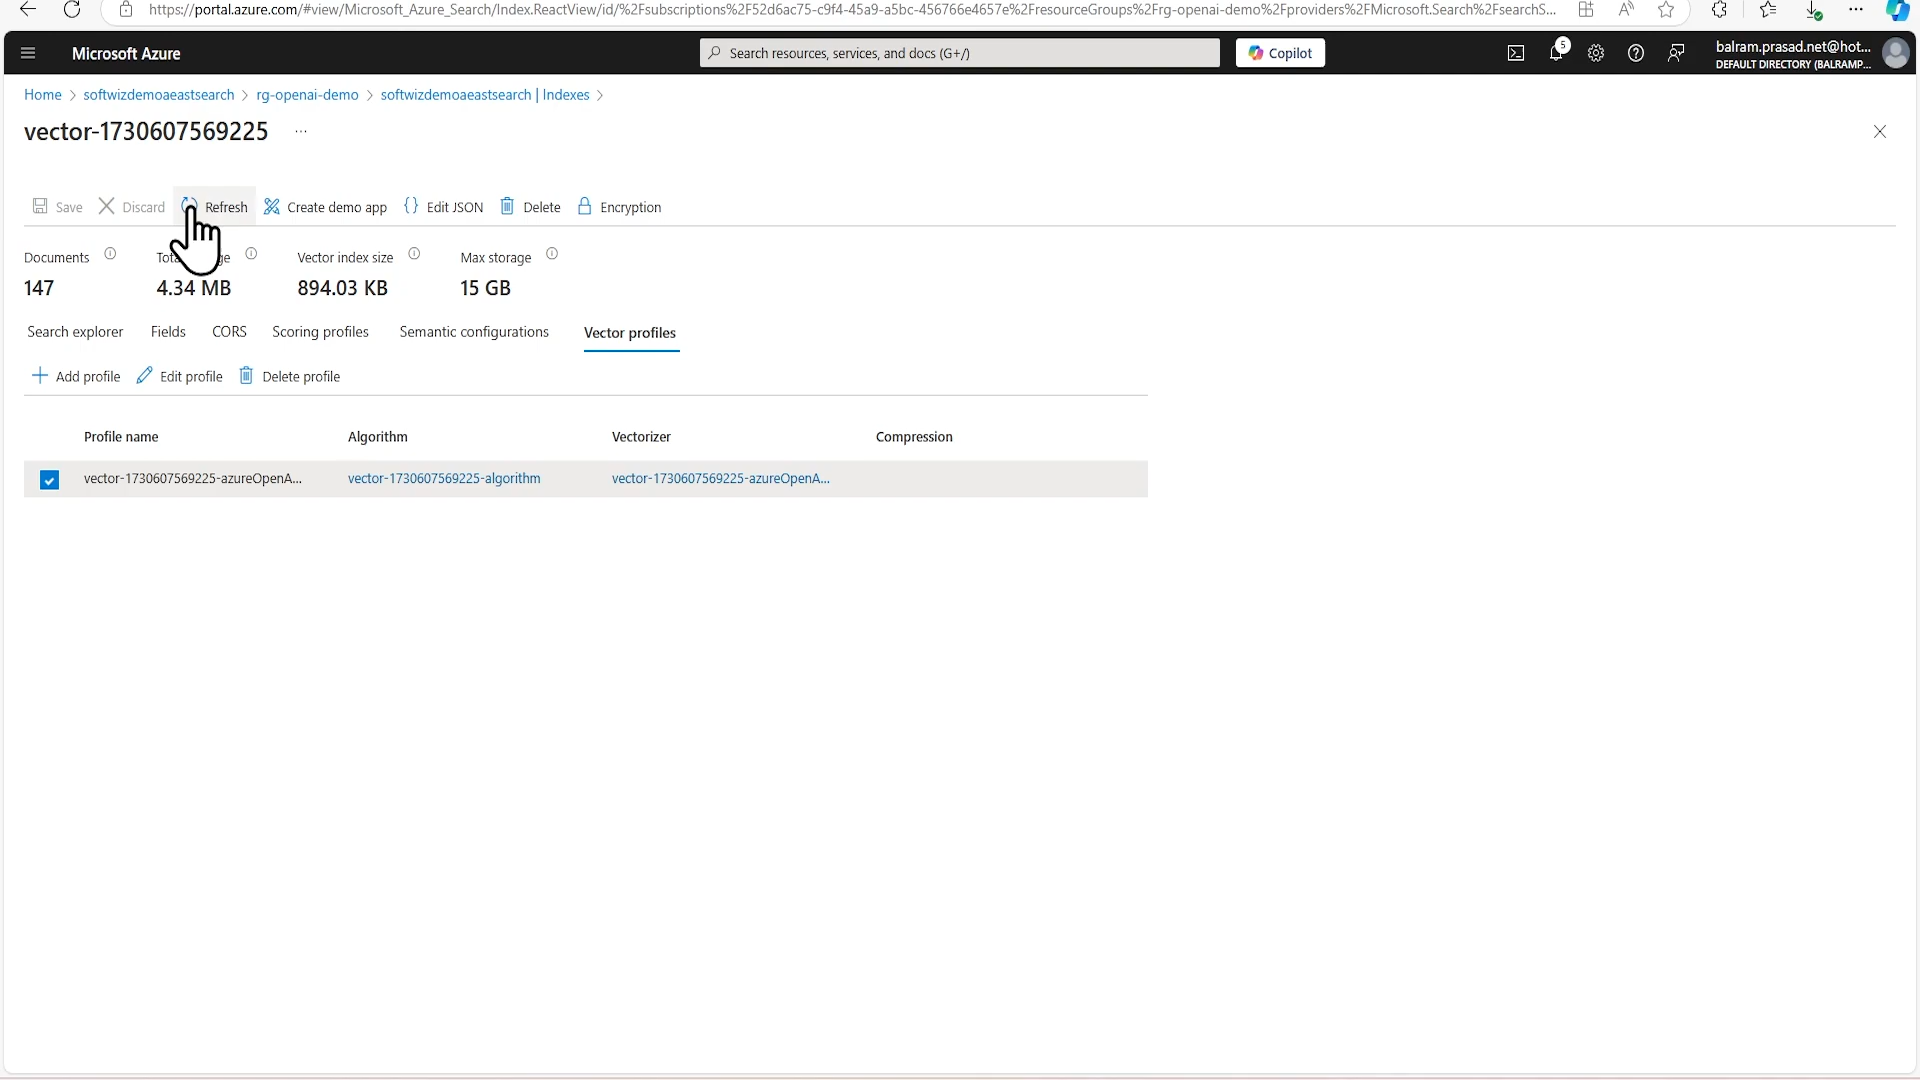 https://portal.azure.com/#view/Microsoft_Azure_Search/Index.ReactView/id/%2Fsubscriptions%2F52d6ac75-c9f4-45a9-a5bc-456766e4657e%2FresourceGroups%2Frg-openai-demo%2Fproviders%2FMicrosoft.Search%2FsearchS...
Microsoft Azure
Search resources, services, and docs (G+/)
Copilot
5
balram.prasad.net@hot...
DEFAULT DIRECTORY (BALRAMP...
Home > softwizdemoaeastsearch > rg-openai-demo > softwizdemoaeastsearch | Indexes >
vector-1730607569225 ...
Save Discard Refresh Create demo app {} Edit JSON Delete Encryption
Documents Vector index size Max storage
147 4.34 MB 894.03 KB 15 GB
Search explorer Fields CORS Scoring profiles Semantic configurations Vector profiles
Add profile Edit profile Delete profile
Profile name Algorithm Vectorizer Compression
vector-1730607569225-azureOpenA... vector-1730607569225-algorithm vector-1730607569225-azureOpenA...